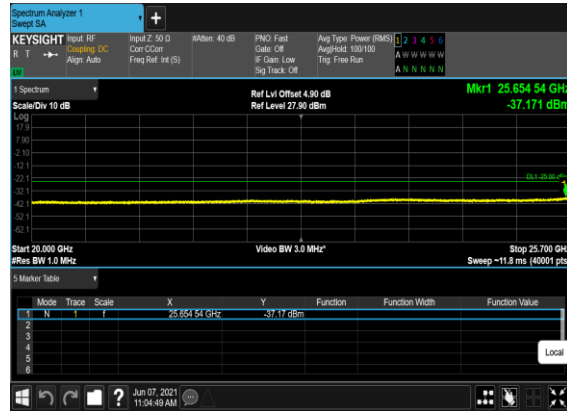 Spectrum Analyzer 1
Swept SA
+
KEYSIGHT Input: RF
R T Coupling: DC
Align: Auto
LXI
Input Z: 50 Ω
Corr CCorr
Freq Ref: Int (S)
#Atten: 40 dB
PNO: Fast
Gate: Off
IF Gain: Low
Sig Track: Off
Avg Type: Power (RMS)
Avg|Hold: 100/100
Trig: Free Run
1 2 3 4 5 6
A W W W W W
A N N N N N
1 Spectrum
Scale/Div 10 dB
Ref Lvl Offset 4.90 dB
Ref Level 27.90 dBm
Mkr1 25.654 54 GHz
-37.171 dBm
Log
17.9
7.90
-2.10
-12.1
-22.1
DL1 -25.00 dBm
-32.1
-42.1
-52.1
-62.1
Start 20.000 GHz
#Res BW 1.0 MHz
Video BW 3.0 MHz*
Stop 25.700 GHz
Sweep ~11.8 ms (40001 pts)
5 Marker Table
Mode Trace Scale X Y Function Function Width Function Value
1 N 1 f 25.654 54 GHz -37.17 dBm
2
3
4
5
6
Local
?
Jun 07, 2021
11:04:49 AM